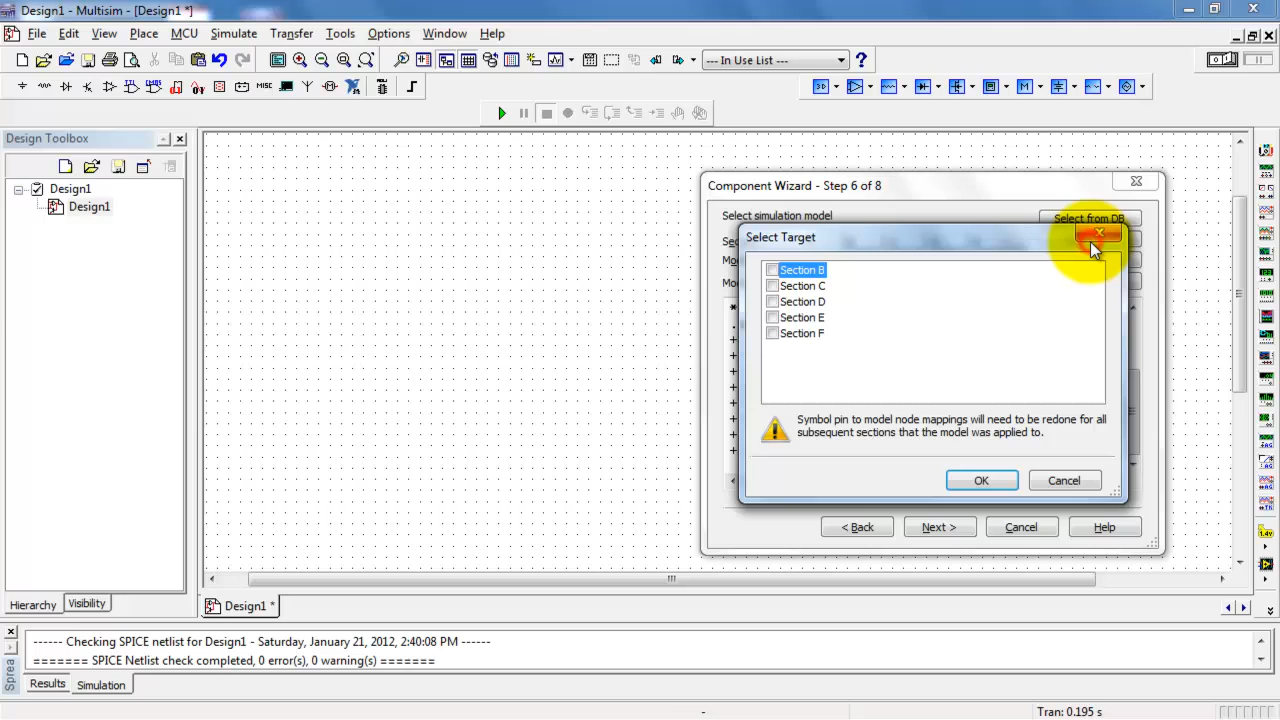 Design1 - Multisim - [Design1 *]
File Edit View Place MCU Simulate Transfer Tools Options Window Help
--- In Use List ---
MISC
Design Toolbox
Design1
Design1
Component Wizard - Step 6 of 8
Select simulation model
Select from DB
Select Target
Section B
Section C
Section D
Section E
Section F
Symbol pin to model node mappings will need to be redone for all
subsequent sections that the model was applied to.
OK Cancel
< Back Next > Cancel Help
Hierarchy Visibility
Design1 *
------ Checking SPICE netlist for Design1 - Saturday, January 21, 2012, 2:40:08 PM ------
======= SPICE Netlist check completed, 0 error(s), 0 warning(s) =======
Sprea
Results Simulation
- Tran: 0.195 s